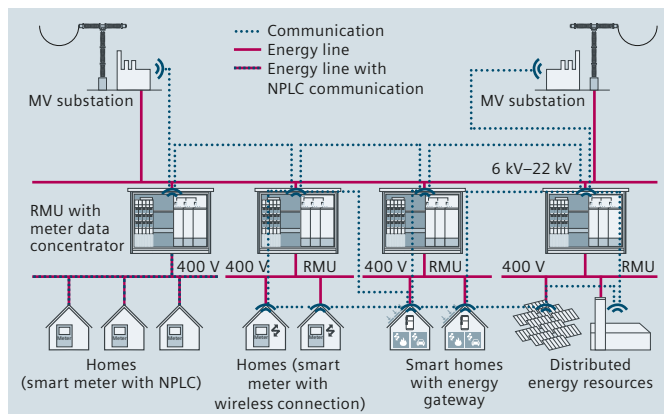 Communication
Energy line
Energy line with
NPLC communication
MV substation
MV substation
6 kV–22 kV
RMU with
meter data
concentrator
400 V
400 V
RMU
400 V
RMU
400 V
RMU
Meter
Meter
Meter
Meter
Meter
Homes
(smart meter with NPLC)
Homes (smart
meter with
wireless connection)
Smart homes
with energy
gateway
Distributed
energy resources